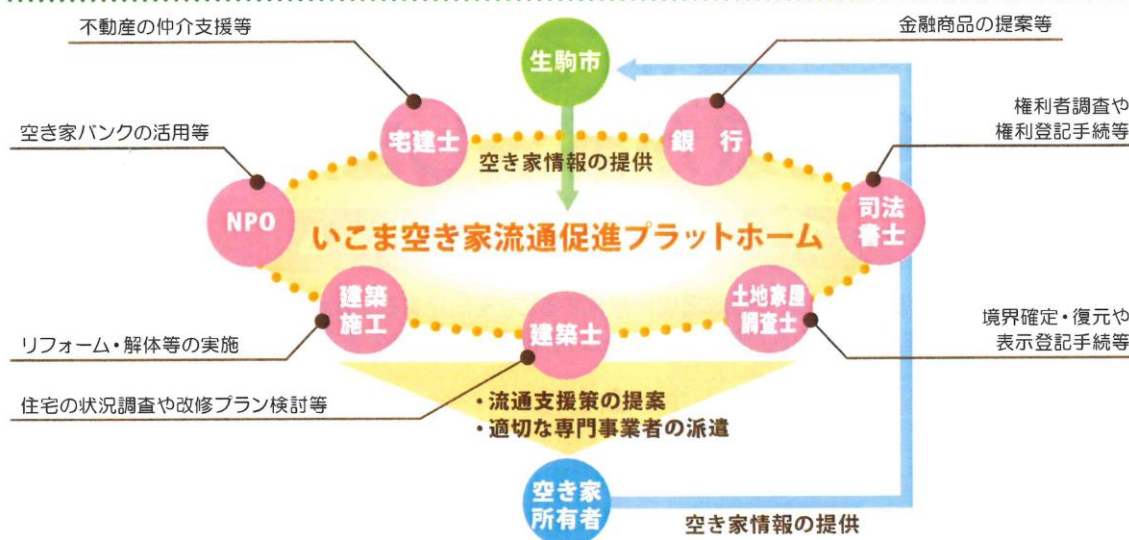 不動産の仲介支援等
生駒市
金融商品の提案等
権利者調査や
権利登記手続等
空き家バンクの活用等
宅建士
銀 行
空き家情報の提供
NPO
司法
書士
いこま空き家流通促進プラットホーム
建築
施工
土地家屋
調査士
建築士
境界確定・復元や
表示登記手続等
リフォーム・解体等の実施
住宅の状況調査や改修プラン検討等
・流通支援策の提案
・適切な専門事業者の派遣
空き家
所有者
空き家情報の提供